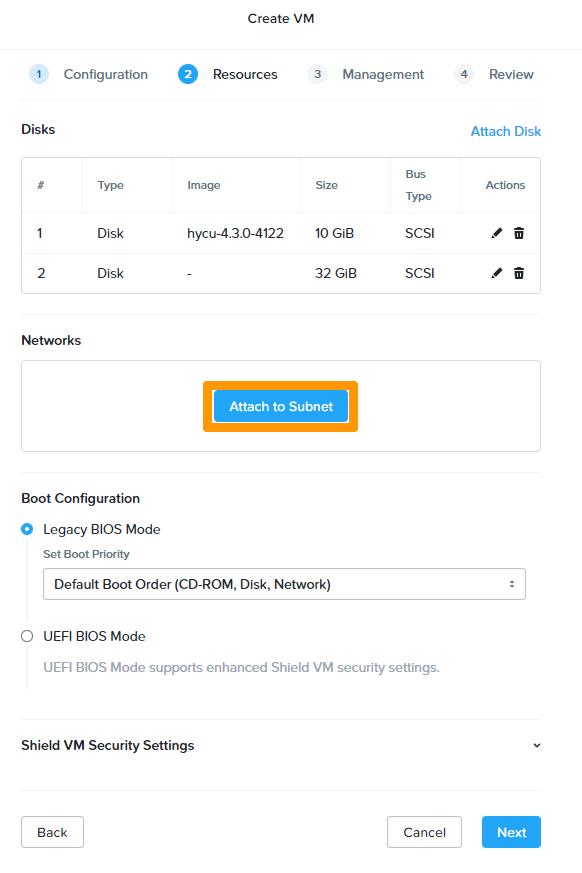 Create VM
1 Configuration 2 Resources 3 Management 4 Review
Disks Attach Disk
# Type Image Size Bus Type Actions
1 Disk hycu-4.3.0-4122 10 GiB SCSI
2 Disk - 32 GiB SCSI
Networks
Attach to Subnet
Boot Configuration
Legacy BIOS Mode
Set Boot Priority
Default Boot Order (CD-ROM, Disk, Network)
UEFI BIOS Mode
UEFI BIOS Mode supports enhanced Shield VM security settings.
Shield VM Security Settings
Back Cancel Next